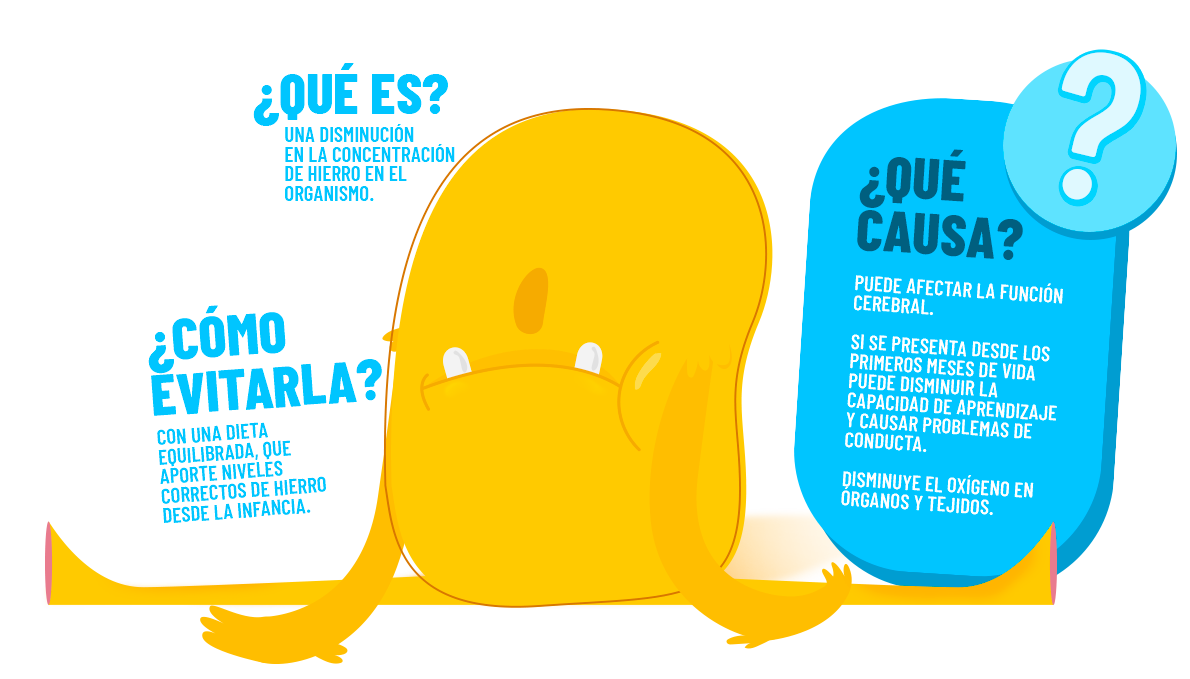 ¿QUÉ ES?
UNA DISMINUCIÓN
EN LA CONCENTRACIÓN
DE HIERRO EN EL
ORGANISMO.
¿CÓMO
EVITARLA?
CON UNA DIETA
EQUILIBRADA, QUE
APORTE NIVELES
CORRECTOS DE HIERRO
DESDE LA INFANCIA.
?
¿QUÉ
CAUSA?
PUEDE AFECTAR LA FUNCIÓN
CEREBRAL.
SI SE PRESENTA DESDE LOS
PRIMEROS MESES DE VIDA
PUEDE DISMINUIR LA
CAPACIDAD DE APRENDIZAJE
Y CAUSAR PROBLEMAS DE
CONDUCTA.
DISMINUYE EL OXÍGENO EN
ÓRGANOS Y TEJIDOS.